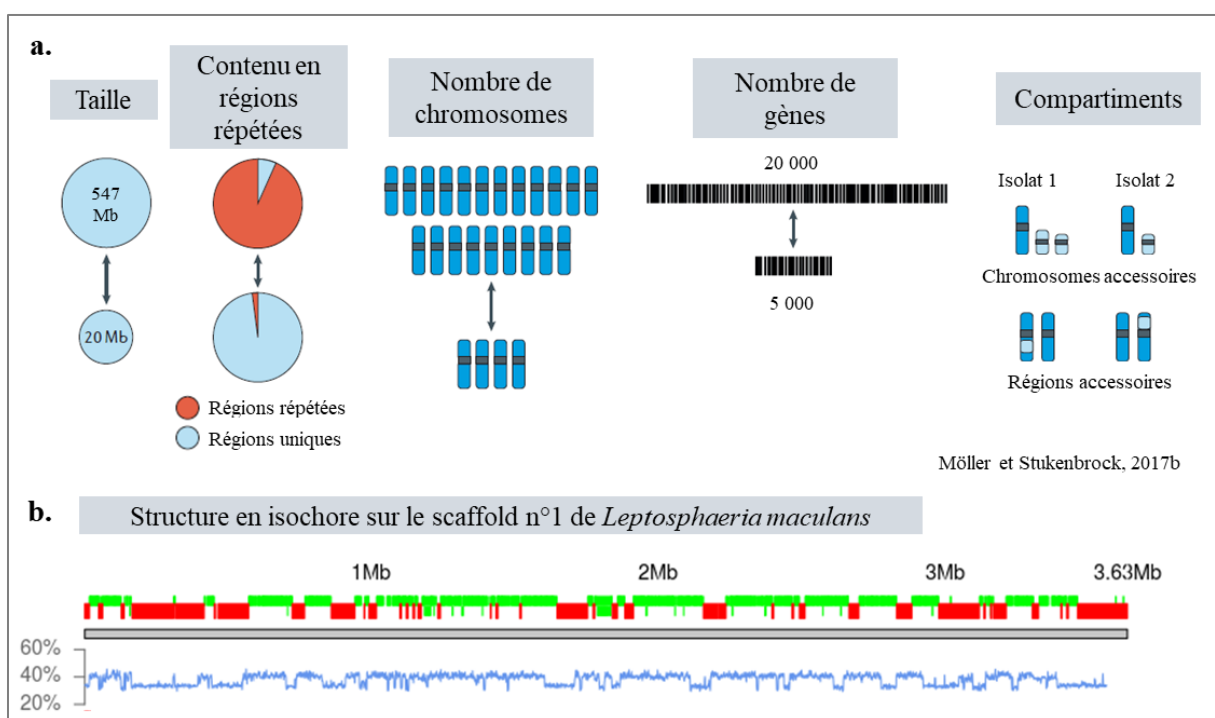 a.
Taille
Contenu en
régions
répétées
Nombre de
chromosomes
Nombre de
gènes
Compartiments
547
Mb
20 Mb
20 000
5 000
Isolat 1
Isolat 2
Chromosomes accessoires
Régions accessoires
Régions répétées
Régions uniques
Möller et Stukenbrock, 2017b
b.
Structure en isochore sur le scaffold n°1 de Leptosphaeria maculans
1Mb
2Mb
3Mb
3.63Mb
60%
40%
20%